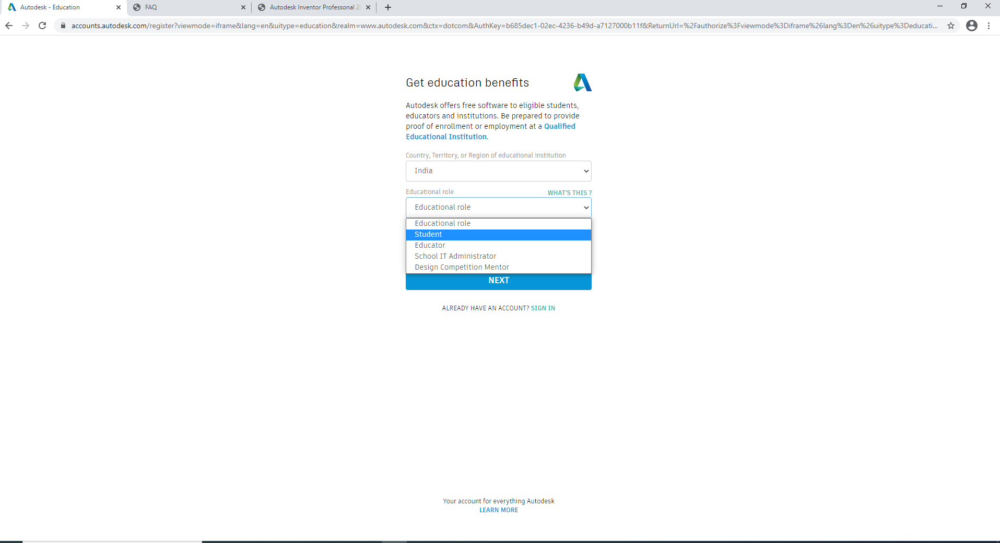 Autodesk - Education
FAQ
Autodesk Inventor Professonal 20
accounts.autodesk.com/register?viewmode=iframe&lang=en&uitype=education&realm=www.autodesk.com&ctx=dotcom&AuthKey=b685dec1-02ec-4236-b49d-a7127000b11f&ReturnUrl=%2Fauthorize%3Fviewmode%3Diframe%26lang%3Den%26uitype%3Deducati...
Get education benefits
Autodesk offers free software to eligible students,
educators and institutions. Be prepared to provide
proof of enrollment or employment at a Qualified
Educational Institution.
Country, Territory, or Region of educational institution
India
Educational role WHAT'S THIS ?
Educational role
Educational role
Student
Educator
School IT Administrator
Design Competition Mentor
NEXT
ALREADY HAVE AN ACCOUNT? SIGN IN
Your account for everything Autodesk
LEARN MORE